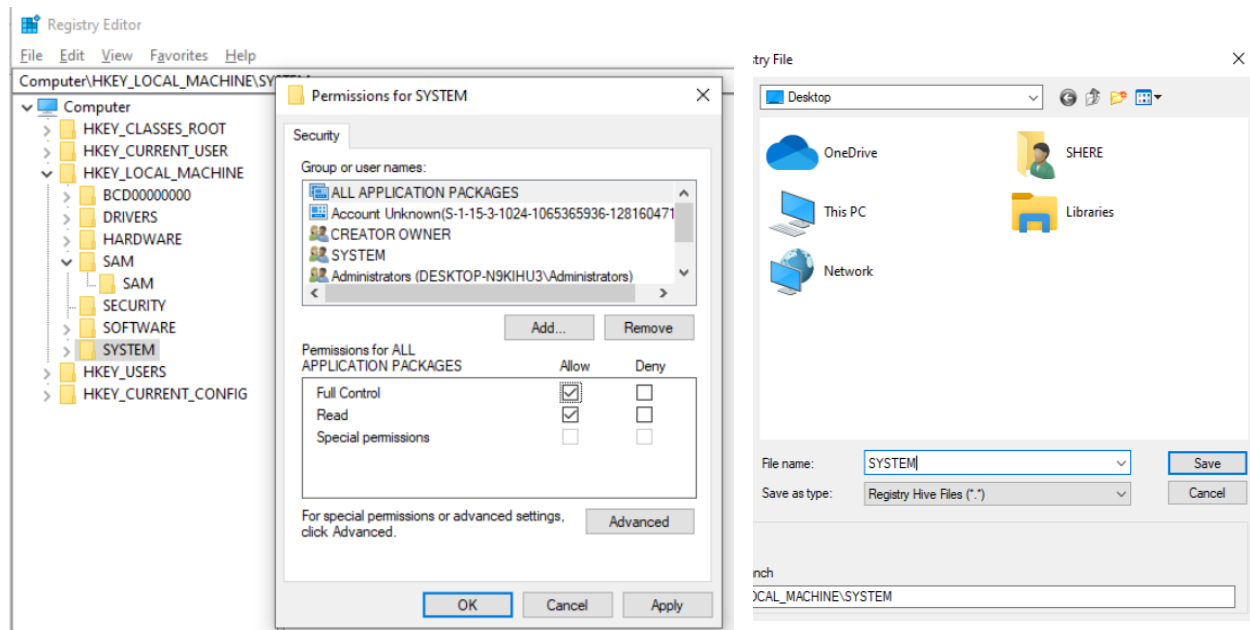 Registry Editor
File Edit View Favorites Help
Computer\HKEY_LOCAL_MACHINE\SY
Computer
HKEY_CLASSES_ROOT
HKEY_CURRENT_USER
HKEY_LOCAL_MACHINE
BCD00000000
DRIVERS
HARDWARE
SAM
SAM
SECURITY
SOFTWARE
SYSTEM
HKEY_USERS
HKEY_CURRENT_CONFIG
Permissions for SYSTEM
Security
Group or user names:
ALL APPLICATION PACKAGES
Account Unknown(S-1-15-3-1024-1065365936-128160471
CREATOR OWNER
SYSTEM
Administrators (DESKTOP-N9KIHU3\Administrators)
Add... Remove
Permissions for ALL
APPLICATION PACKAGES Allow Deny
Full Control
Read
Special permissions
For special permissions or advanced settings,
click Advanced.
Advanced
OK Cancel Apply
try File
Desktop
OneDrive SHERE
This PC Libraries
Network
File name: SYSTEM Save
Save as type: Registry Hive Files (*.*) Cancel
nch
OCAL_MACHINE\SYSTEM